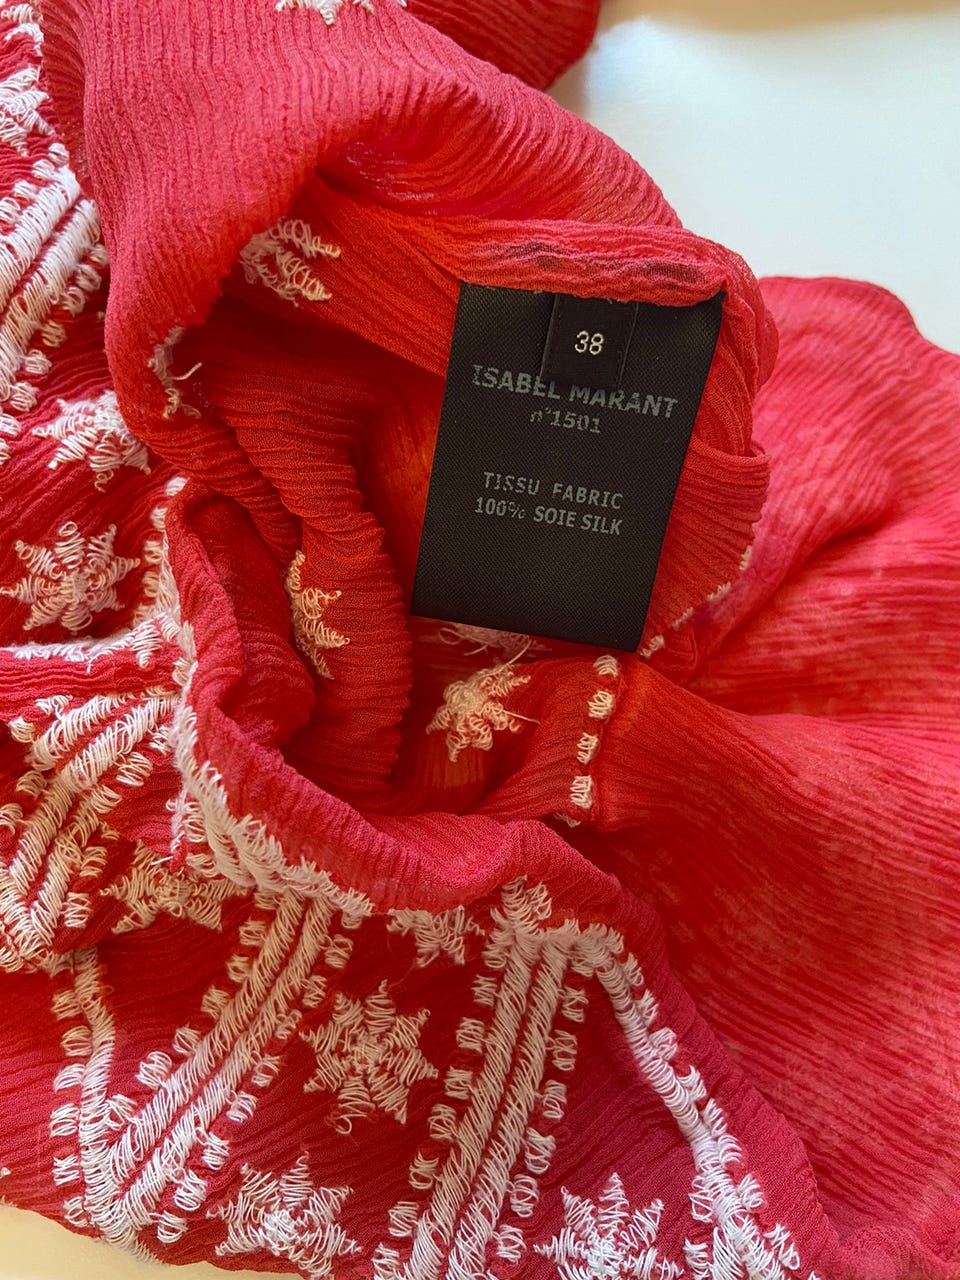 38
ISABEL MARANT
n°1501
TISSU FABRIC
100% SOIE SILK